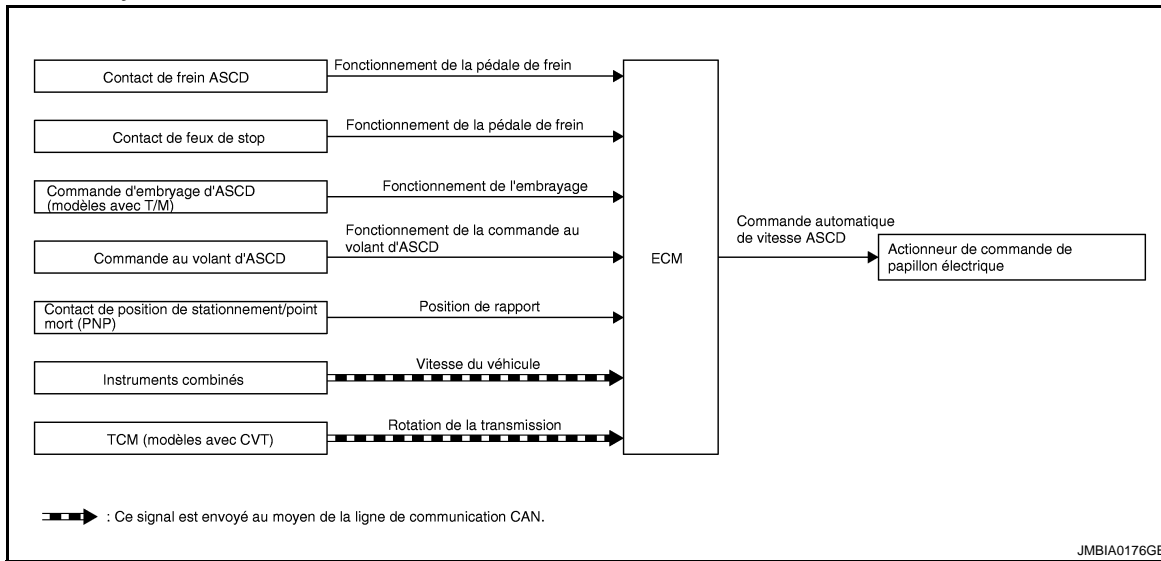 Contact de frein ASCD
Fonctionnement de la pédale de frein
Contact de feux de stop
Fonctionnement de la pédale de frein
Commande d'embryage d'ASCD
(modèles avec T/M)
Fonctionnement de l'embrayage
Commande au volant d'ASCD
Fonctionnement de la commande au
volant d'ASCD
Contact de position de stationnement/point
mort (PNP)
Position de rapport
Instruments combinés
Vitesse du véhicule
TCM (modèles avec CVT)
Rotation de la transmission
ECM
Commande automatique
de vitesse ASCD
Actionneur de commande de
papillon électrique
: Ce signal est envoyé au moyen de la ligne de communication CAN.
JMBIA0176GB